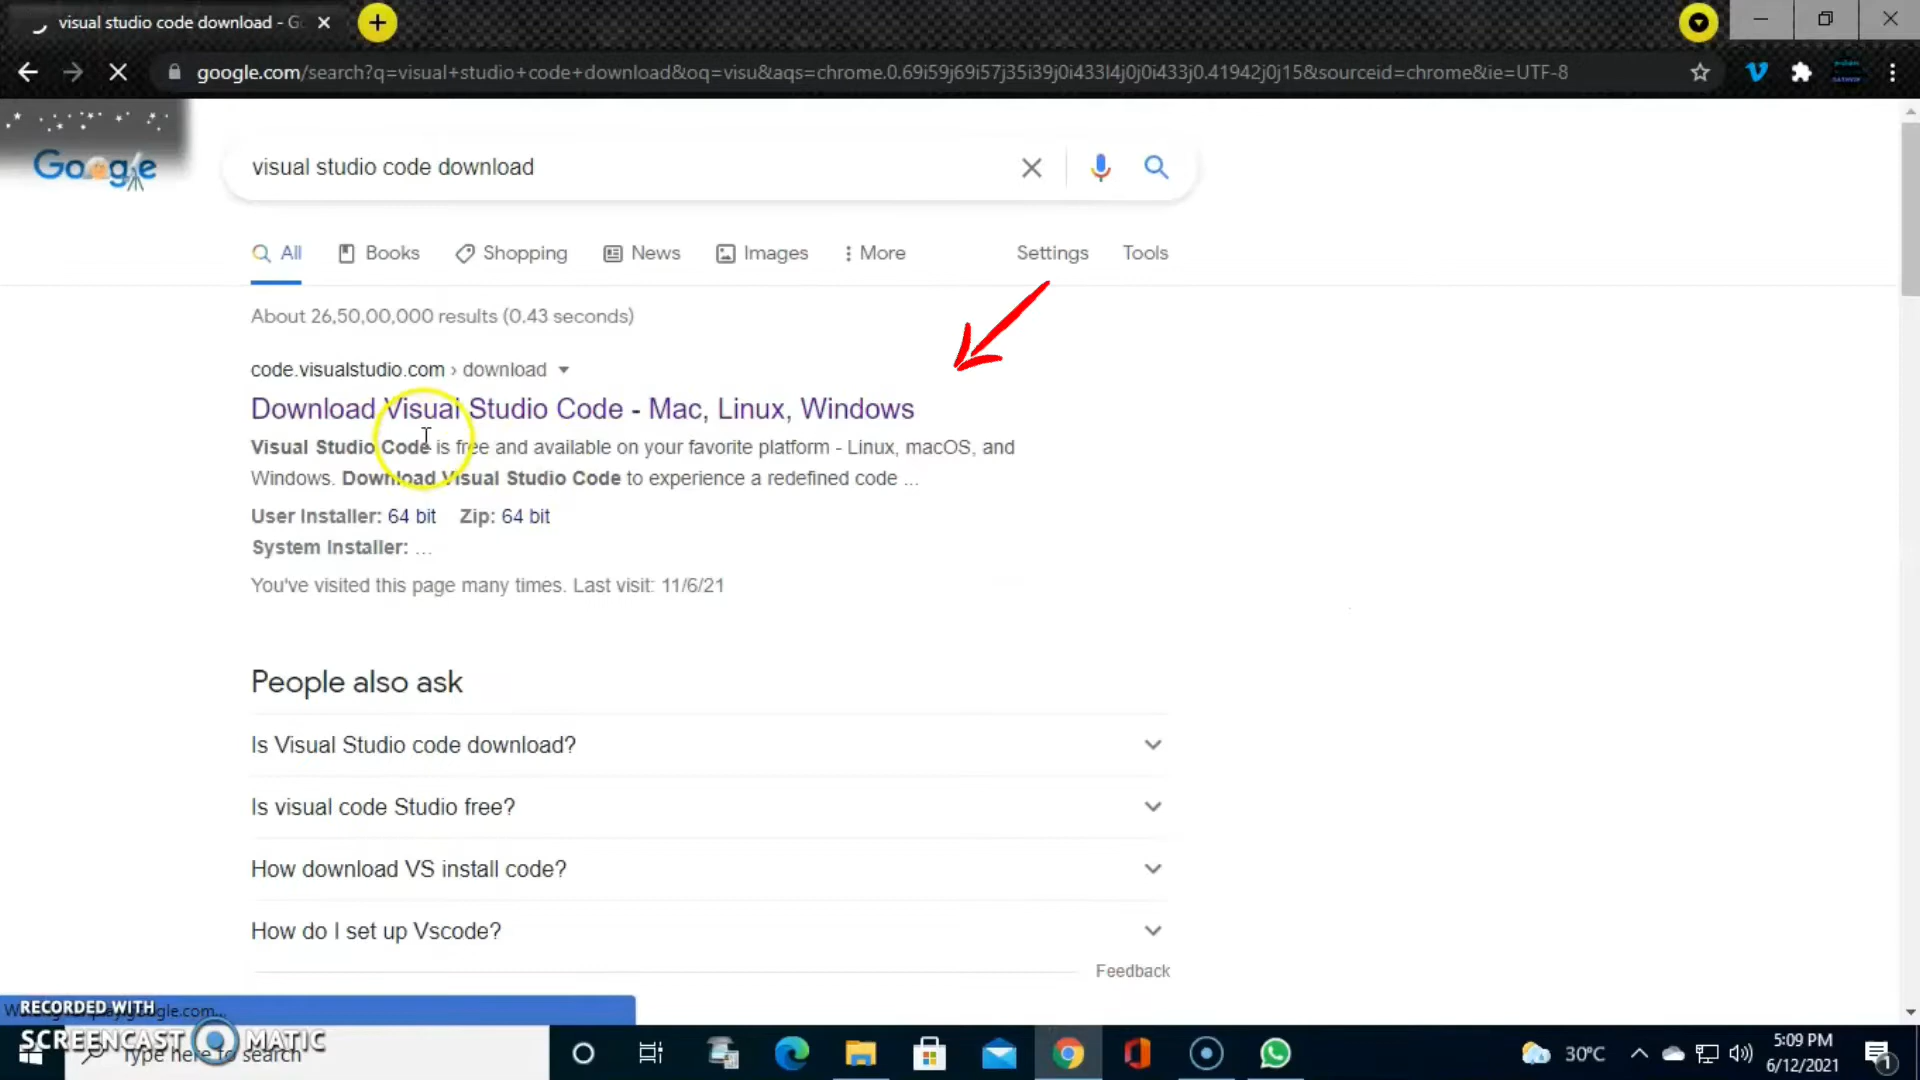 visual studio code download - G
google.com/search?q=visual+studio+code+download&oq=visu&aqs=chrome.0.69i59j69i57j35i39j0i433l4j0j0i433j0.41942j0j15&sourceid=chrome&ie=UTF-8
Google
visual studio code download
All Books Shopping News Images More Settings Tools
About 26,50,00,000 results (0.43 seconds)
code.visualstudio.com › download
Download Visual Studio Code - Mac, Linux, Windows
Visual Studio Code is free and available on your favorite platform - Linux, macOS, and
Windows. Download Visual Studio Code to experience a redefined code ...
User Installer: 64 bit Zip: 64 bit
System Installer: ...
You've visited this page many times. Last visit: 11/6/21
People also ask
Is Visual Studio code download?
Is visual code Studio free?
How download VS install code?
How do I set up Vscode?
Feedback
RECORDED WITH
SCREENCAST MATIC
Type here to search
30°C
5:09 PM
6/12/2021
1